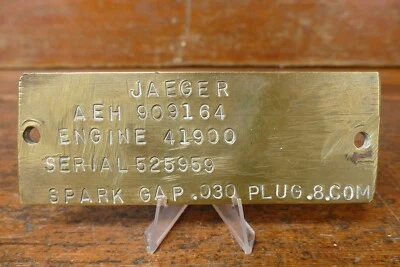 JAEGER
AEH 909164
ENGINE 41900
SERIAL 525959
SPARK GAP .030 PLUG .8.COM